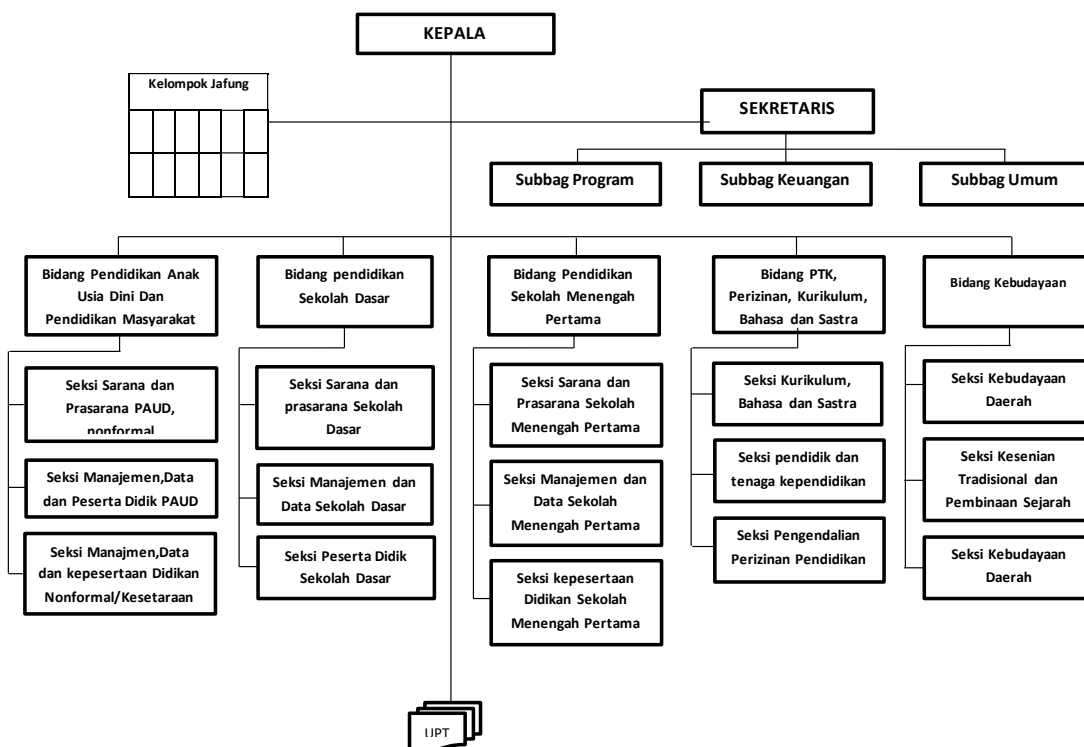 KEPALA
Kelompok Jafung
SEKRETARIS
Subbag Program
Subbag Keuangan
Subbag Umum
Bidang Pendidikan Anak
Usia Dini Dan
Pendidikan Masyarakat
Bidang pendidikan
Sekolah Dasar
Bidang Pendidikan
Sekolah Menengah
Pertama
Bidang PTK,
Perizinan, Kurikulum,
Bahasa dan Sastra
Bidang Kebudayaan
Seksi Sarana dan
Prasarana PAUD,
nonformal
Seksi Manajemen,Data
dan Peserta Didik PAUD
Seksi Manajmen,Data
dan kepesertaan Didikan
Nonformal/Kesetaraan
Seksi Sarana dan
prasarana Sekolah
Dasar
Seksi Manajemen dan
Data Sekolah Dasar
Seksi Peserta Didik
Sekolah Dasar
Seksi Sarana dan
Prasarana Sekolah
Menengah Pertama
Seksi Manajemen dan
Data Sekolah
Menengah Pertama
Seksi kepesertaan
Didikan Sekolah
Menengah Pertama
Seksi Kurikulum,
Bahasa dan Sastra
Seksi pendidik dan
tenaga kependidikan
Seksi Pengendalian
Perizinan Pendidikan
Seksi Kebudayaan
Daerah
Seksi Kesenian
Tradisional dan
Pembinaan Sejarah
Seksi Kebudayaan
Daerah
UPT